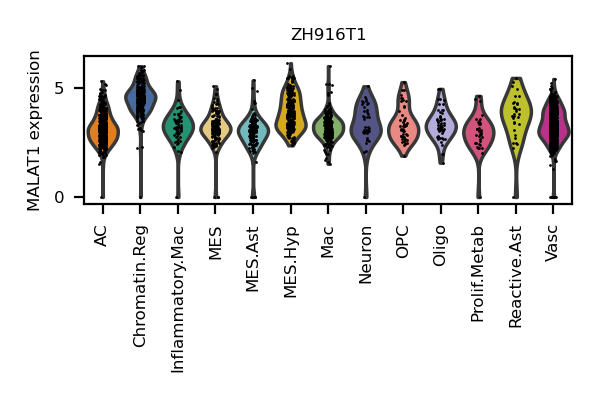 ZH916T1
MALAT1 expression
5
0
AC
Chromatin.Reg
Inflammatory.Mac
MES
MES.Ast
MES.Hyp
Mac
Neuron
OPC
Oligo
Prolif.Metab
Reactive.Ast
Vasc